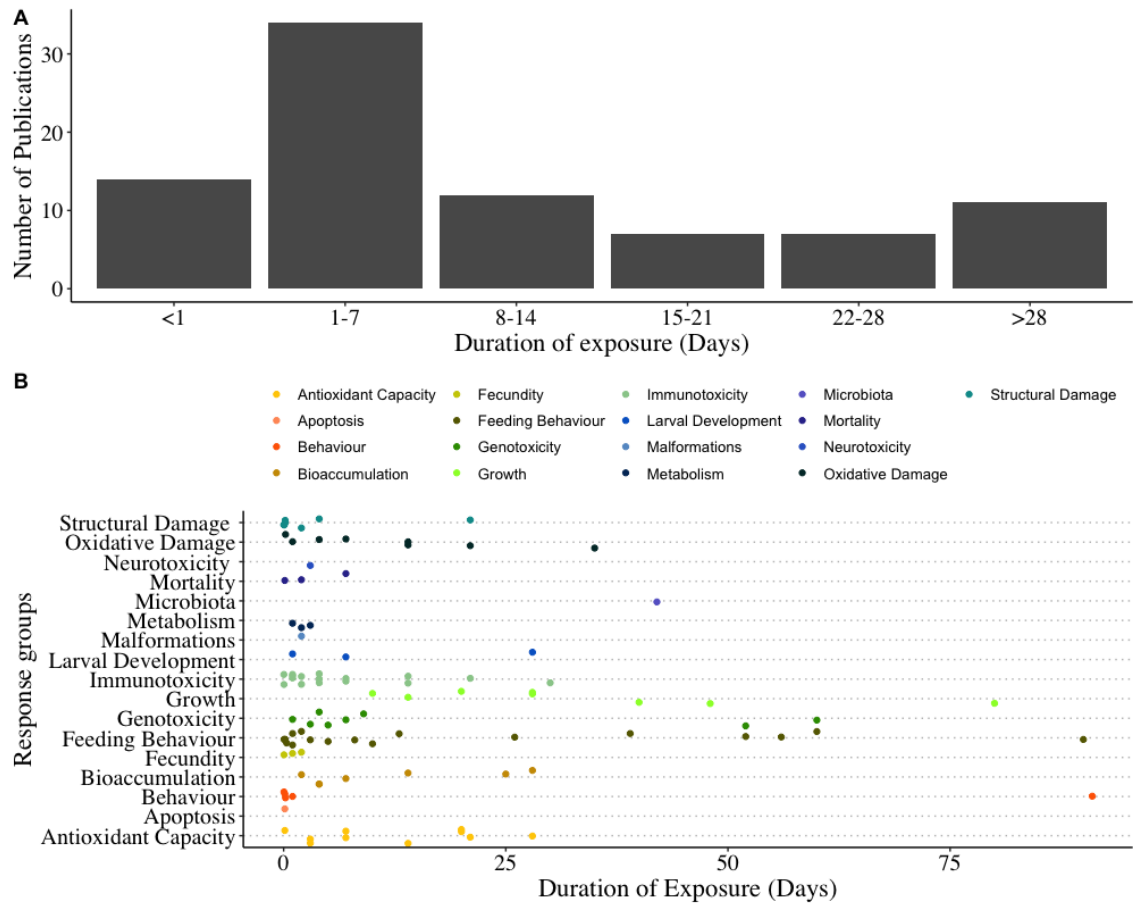 A
Number of Publications
30
20
10
0
<1 1-7 8-14 15-21 22-28 >28
Duration of exposure (Days)
B
Antioxidant Capacity Fecundity Immunotoxicity Microbiota Structural Damage
Apoptosis Feeding Behaviour Larval Development Mortality
Behaviour Genotoxicity Malformations Neurotoxicity
Bioaccumulation Growth Metabolism Oxidative Damage
Response groups
Structural Damage
Oxidative Damage
Neurotoxicity
Mortality
Microbiota
Metabolism
Malformations
Larval Development
Immunotoxicity
Growth
Genotoxicity
Feeding Behaviour
Fecundity
Bioaccumulation
Behaviour
Apoptosis
Antioxidant Capacity
0 25 50 75
Duration of Exposure (Days)